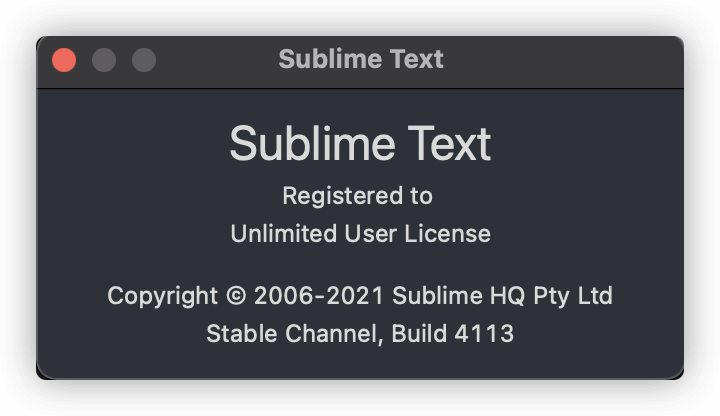 Sublime Text
Sublime Text
Registered to
Unlimited User License
Copyright © 2006-2021 Sublime HQ Pty Ltd
Stable Channel, Build 4113